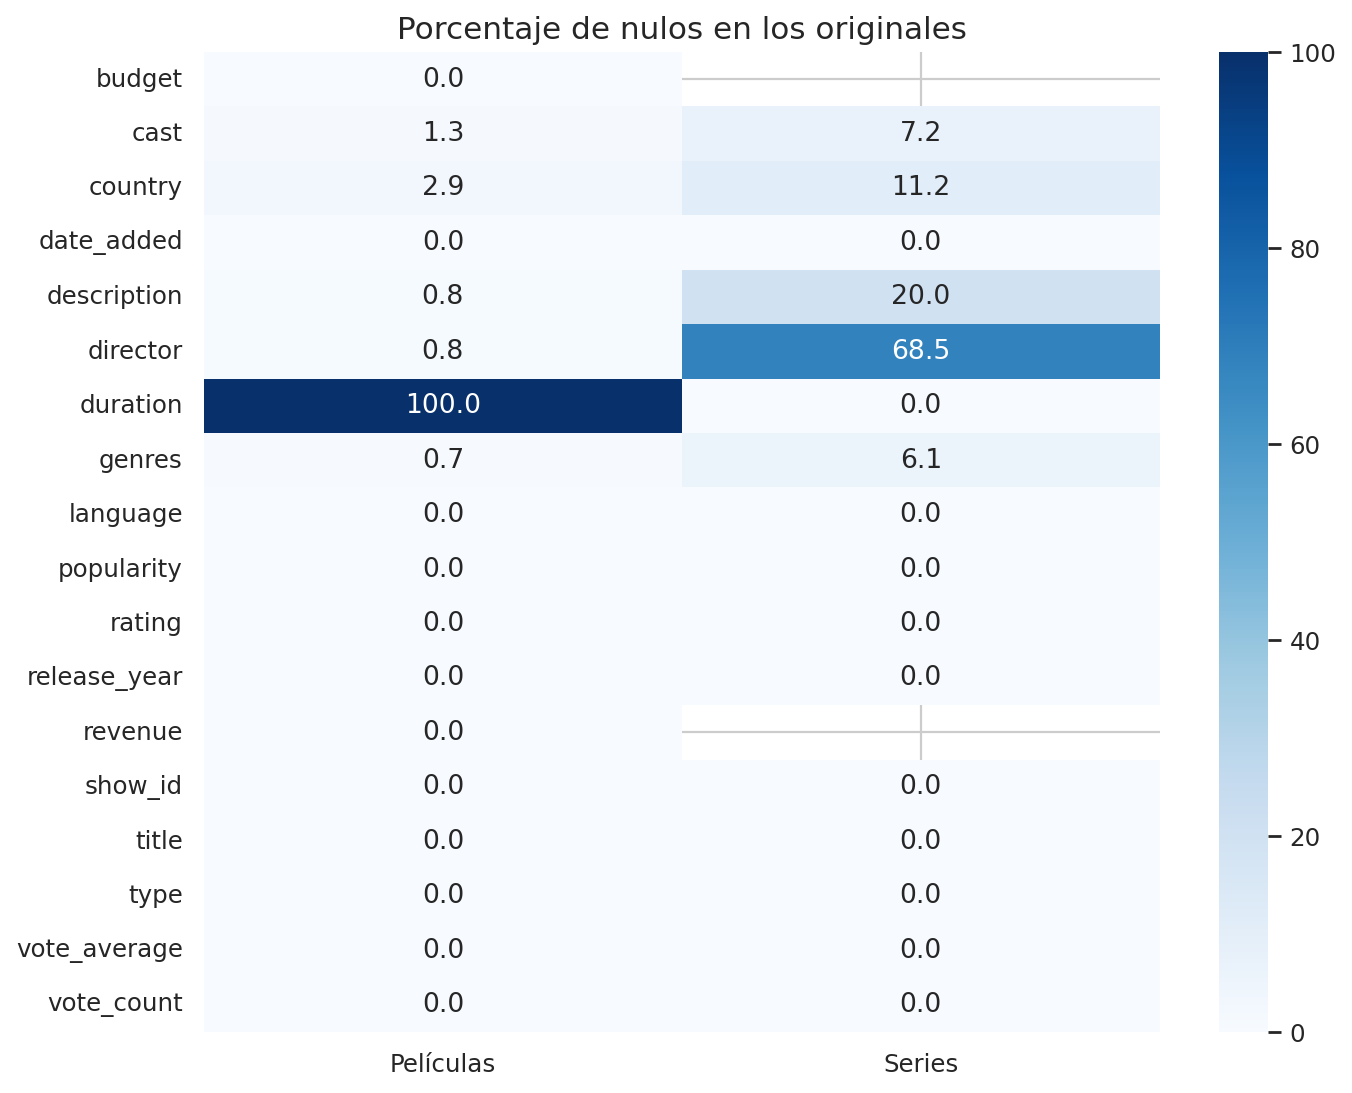 Porcentaje de nulos en los originales
budget 0.0
cast 1.3 7.2
country 2.9 11.2
date_added 0.0 0.0
description 0.8 20.0
director 0.8 68.5
duration 100.0 0.0
genres 0.7 6.1
language 0.0 0.0
popularity 0.0 0.0
rating 0.0 0.0
release_year 0.0 0.0
revenue 0.0
show_id 0.0 0.0
title 0.0 0.0
type 0.0 0.0
vote_average 0.0 0.0
vote_count 0.0 0.0
Películas Series
100
80
60
40
20
0